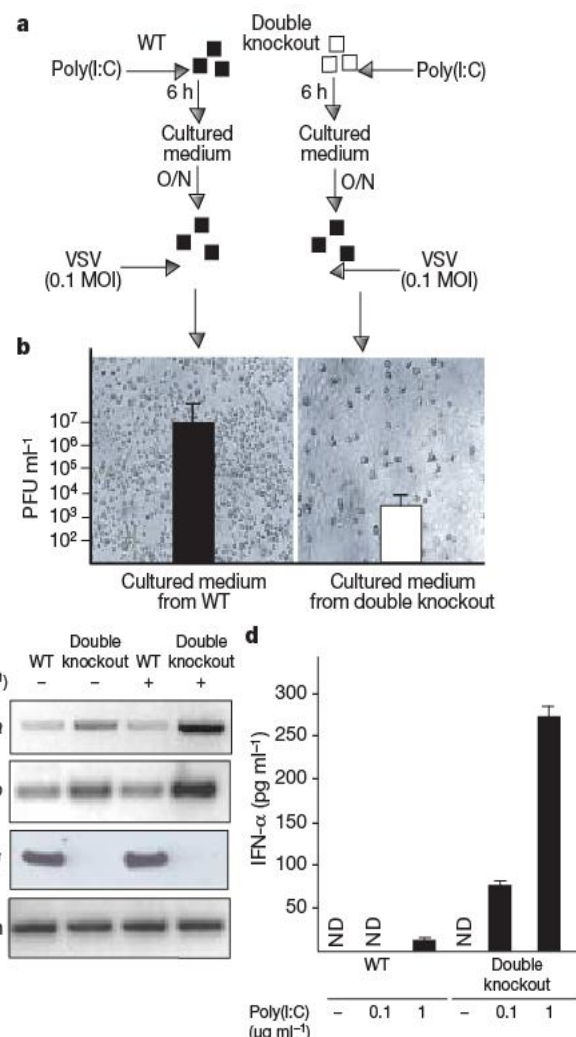 a
WT
Double
knockout
Poly(I:C)
Poly(I:C)
6 h
6 h
Cultured
medium
Cultured
medium
O/N
O/N
VSV
(0.1 MOI)
VSV
(0.1 MOI)
b
PFU ml⁻¹
10⁷
10⁶
10⁵
10⁴
10³
10²
Cultured medium
from WT
Cultured medium
from double knockout
WT Double knockout WT Double knockout
– – + +
d
IFN-α (pg ml⁻¹)
300
250
200
150
100
50
ND ND ND
WT
Double
knockout
Poly(I:C) – 0.1 1 – 0.1 1
(µg ml⁻¹)